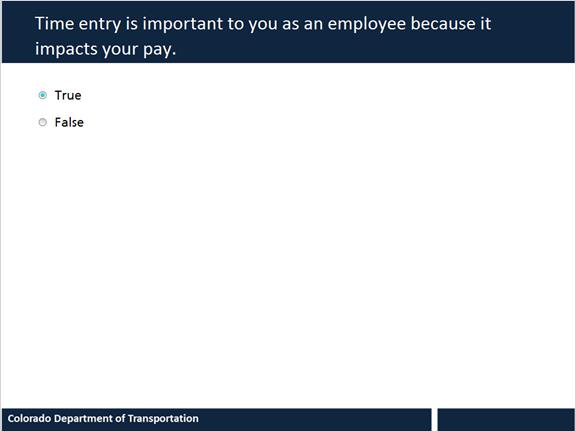 Time entry is important to you as an employee because it
impacts your pay.
True
False
Colorado Department of Transportation